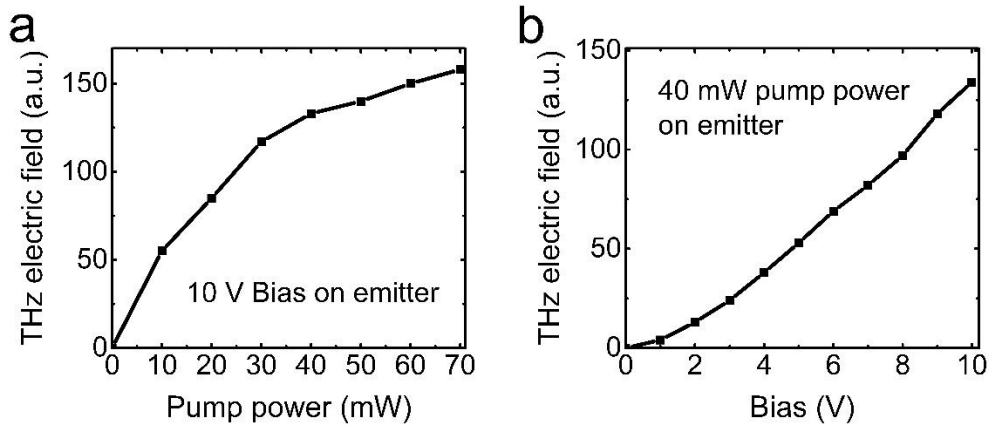 a
THz electric field (a.u.)
150
100
50
0
10 V Bias on emitter
0 10 20 30 40 50 60 70
Pump power (mW)
b
THz electric field (a.u.)
150
100
50
0
40 mW pump power
on emitter
0 2 4 6 8 10
Bias (V)